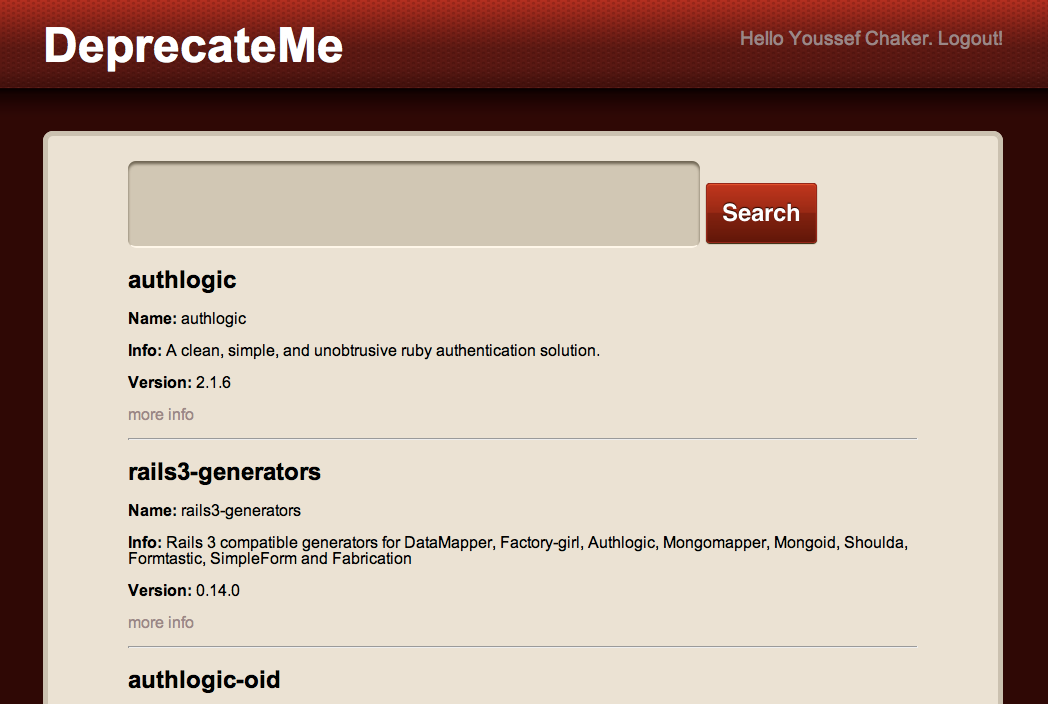 DeprecateMe
Hello Youssef Chaker. Logout!
Search
authlogic
Name: authlogic
Info: A clean, simple, and unobtrusive ruby authentication solution.
Version: 2.1.6
more info
rails3-generators
Name: rails3-generators
Info: Rails 3 compatible generators for DataMapper, Factory-girl, Authlogic, Mongomapper, Mongoid, Shoulda,
Formtastic, SimpleForm and Fabrication
Version: 0.14.0
more info
authlogic-oid